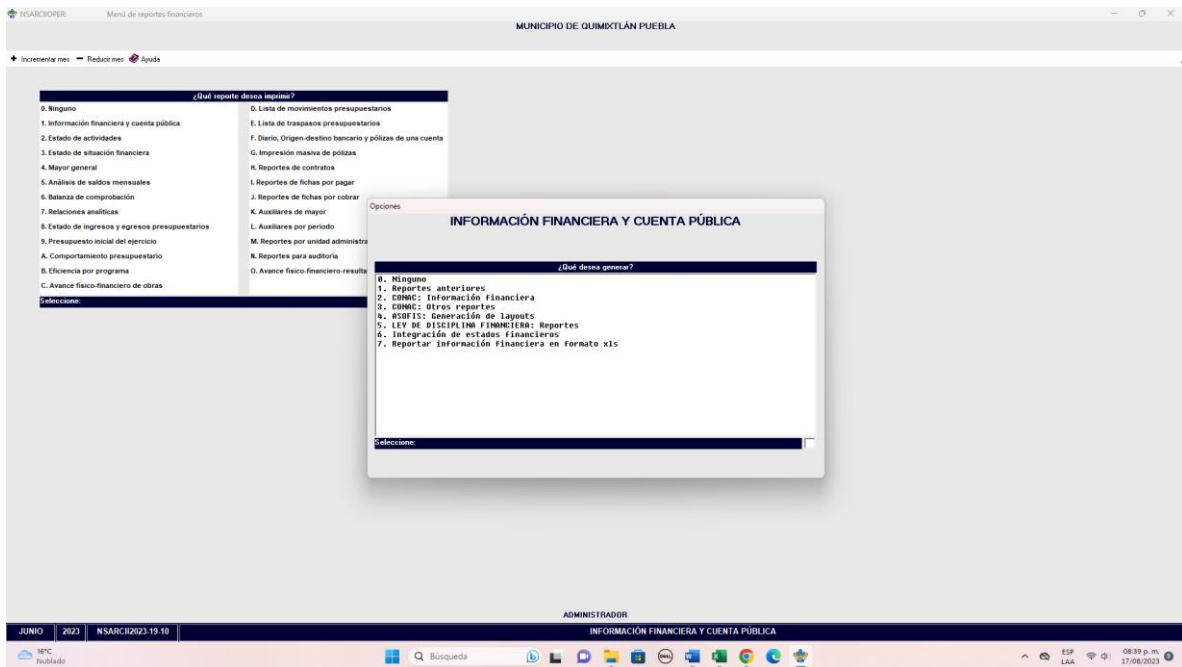 NSARCIIOPER: Menú de reportes financieros
MUNICIPIO DE QUIMIXTLÁN PUEBLA
Incrementar mes Reducir mes Ayuda
¿Qué reporte desea imprimir?
0. Ninguno
1. Información financiera y cuenta pública
2. Estado de actividades
3. Estado de situación financiera
4. Mayor general
5. Análisis de saldos mensuales
6. Balanza de comprobación
7. Relaciones analíticas
8. Estado de ingresos y egresos presupuestarios
9. Presupuesto inicial del ejercicio
A. Comportamiento presupuestario
B. Eficiencia por programa
C. Avance físico-financiero de obras
D. Lista de movimientos presupuestarios
E. Lista de traspasos presupuestarios
F. Diario, Origen-destino bancario y pólizas de una cuenta
G. Impresión masiva de pólizas
H. Reportes de contratos
I. Reportes de fichas por pagar
J. Reportes de fichas por cobrar
K. Auxiliares de mayor
L. Auxiliares por periodo
M. Reportes por unidad administra
N. Reportes para auditoría
O. Avance físico-financiero-resulta
Seleccione:
Opciones
INFORMACIÓN FINANCIERA Y CUENTA PÚBLICA
¿Qué desea generar?
0. Ninguno
1. Reportes anteriores
2. CONAC: Información financiera
3. CONAC: Otros reportes
4. ASOFIS: Generación de layouts
5. LEY DE DISCIPLINA FINANCIERA: Reportes
6. Integración de estados financieros
7. Reportar información financiera en formato xls
Seleccione:
ADMINISTRADOR
JUNIO 2023 NSARCII2023-19-10 INFORMACIÓN FINANCIERA Y CUENTA PÚBLICA
16°C
Nublado
Búsqueda
ESP
LAA
08:39 p. m.
17/08/2023